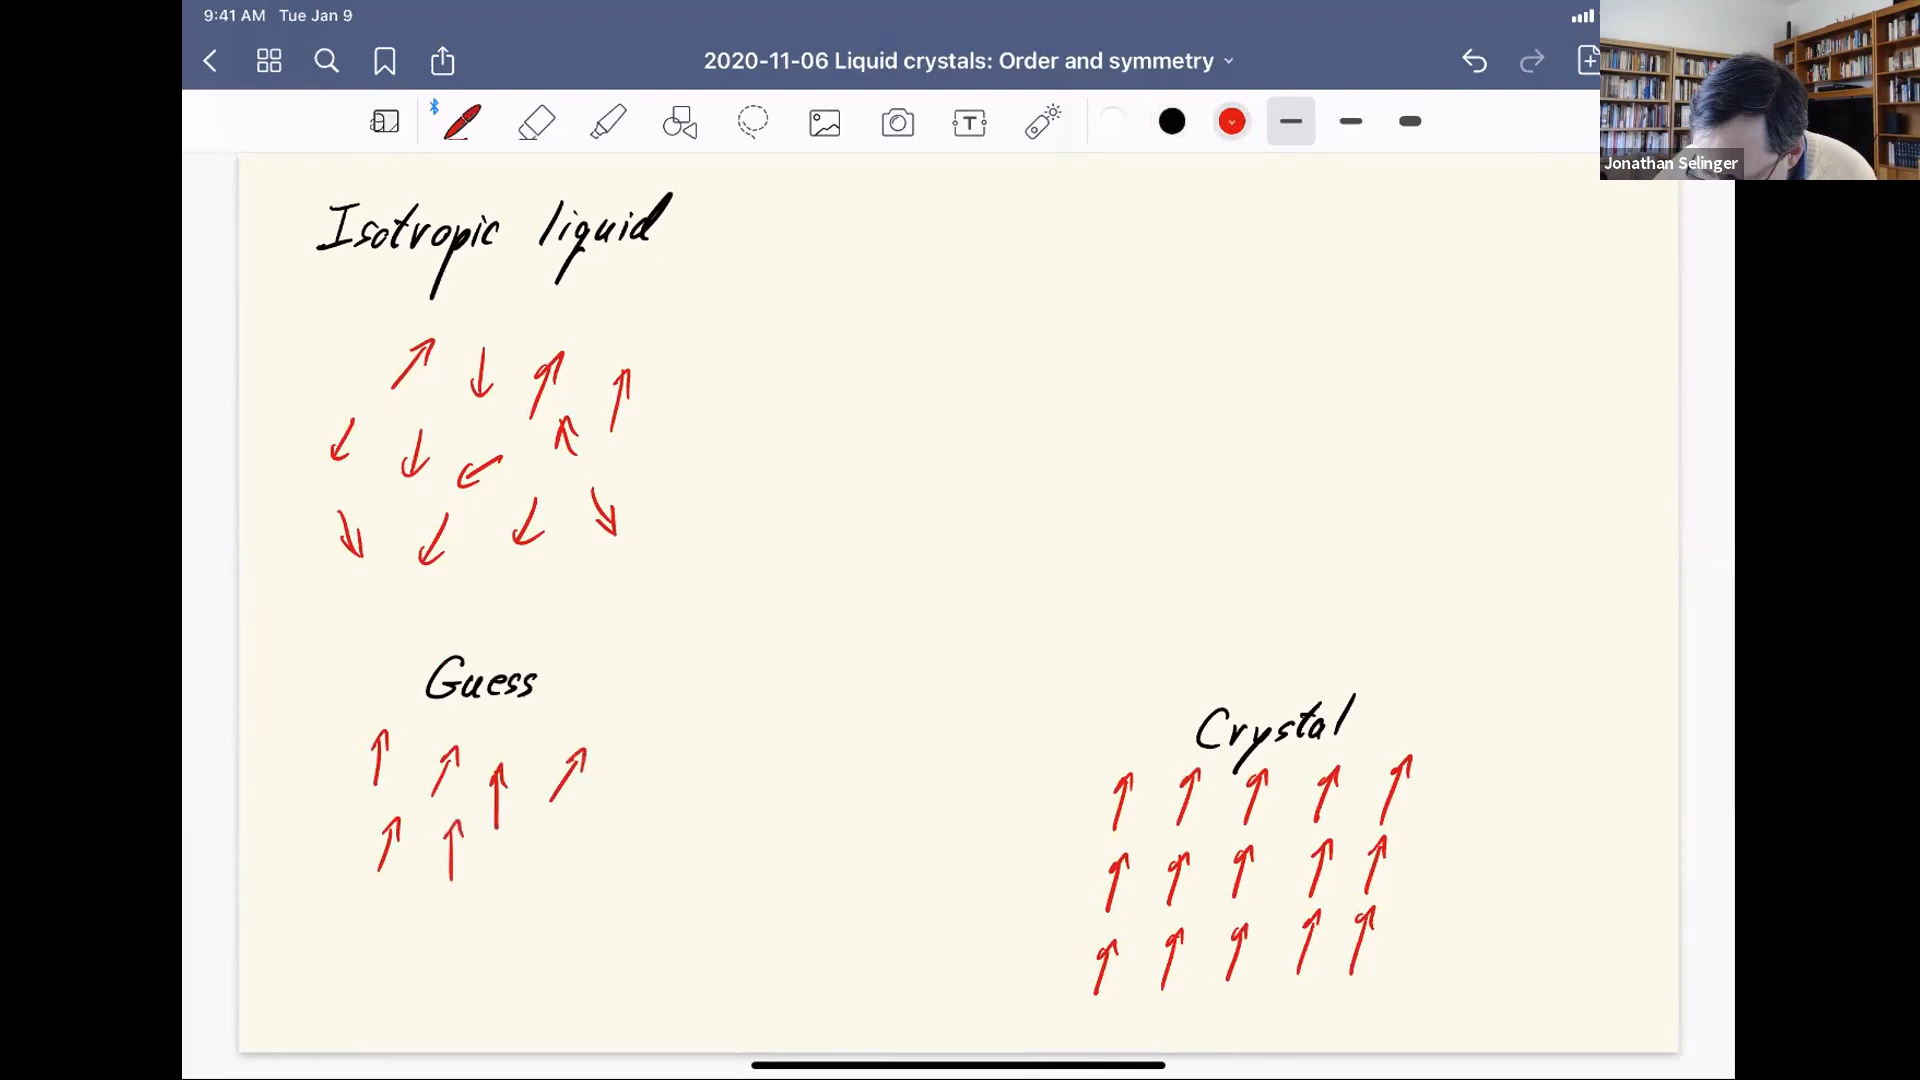 9:41 AM Tue Jan 9
2020-11-06 Liquid crystals: Order and symmetry
T
Jonathan Selinger
Isotropic liquid
Guess
Crystal